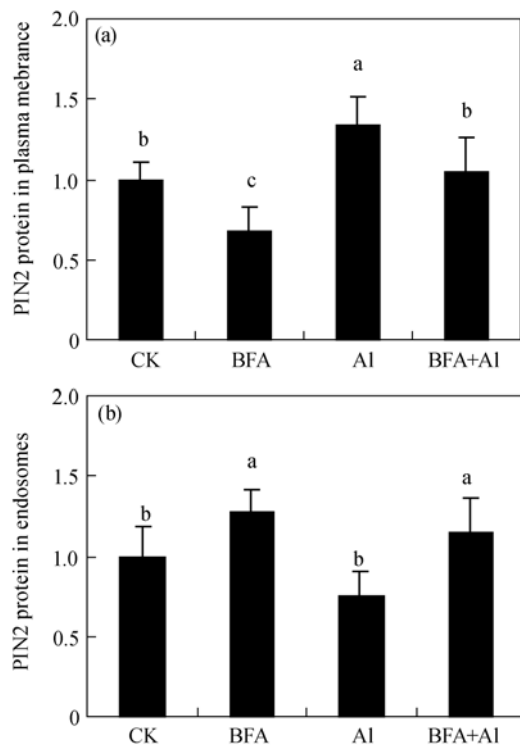 (a)
PIN2 protein in plasma mebrance
2.0
1.5
1.0
0.5
0
b
c
a
b
CK BFA Al BFA+Al
(b)
PIN2 protein in endosomes
2.0
1.5
1.0
0.5
0
b
a
b
a
CK BFA Al BFA+Al